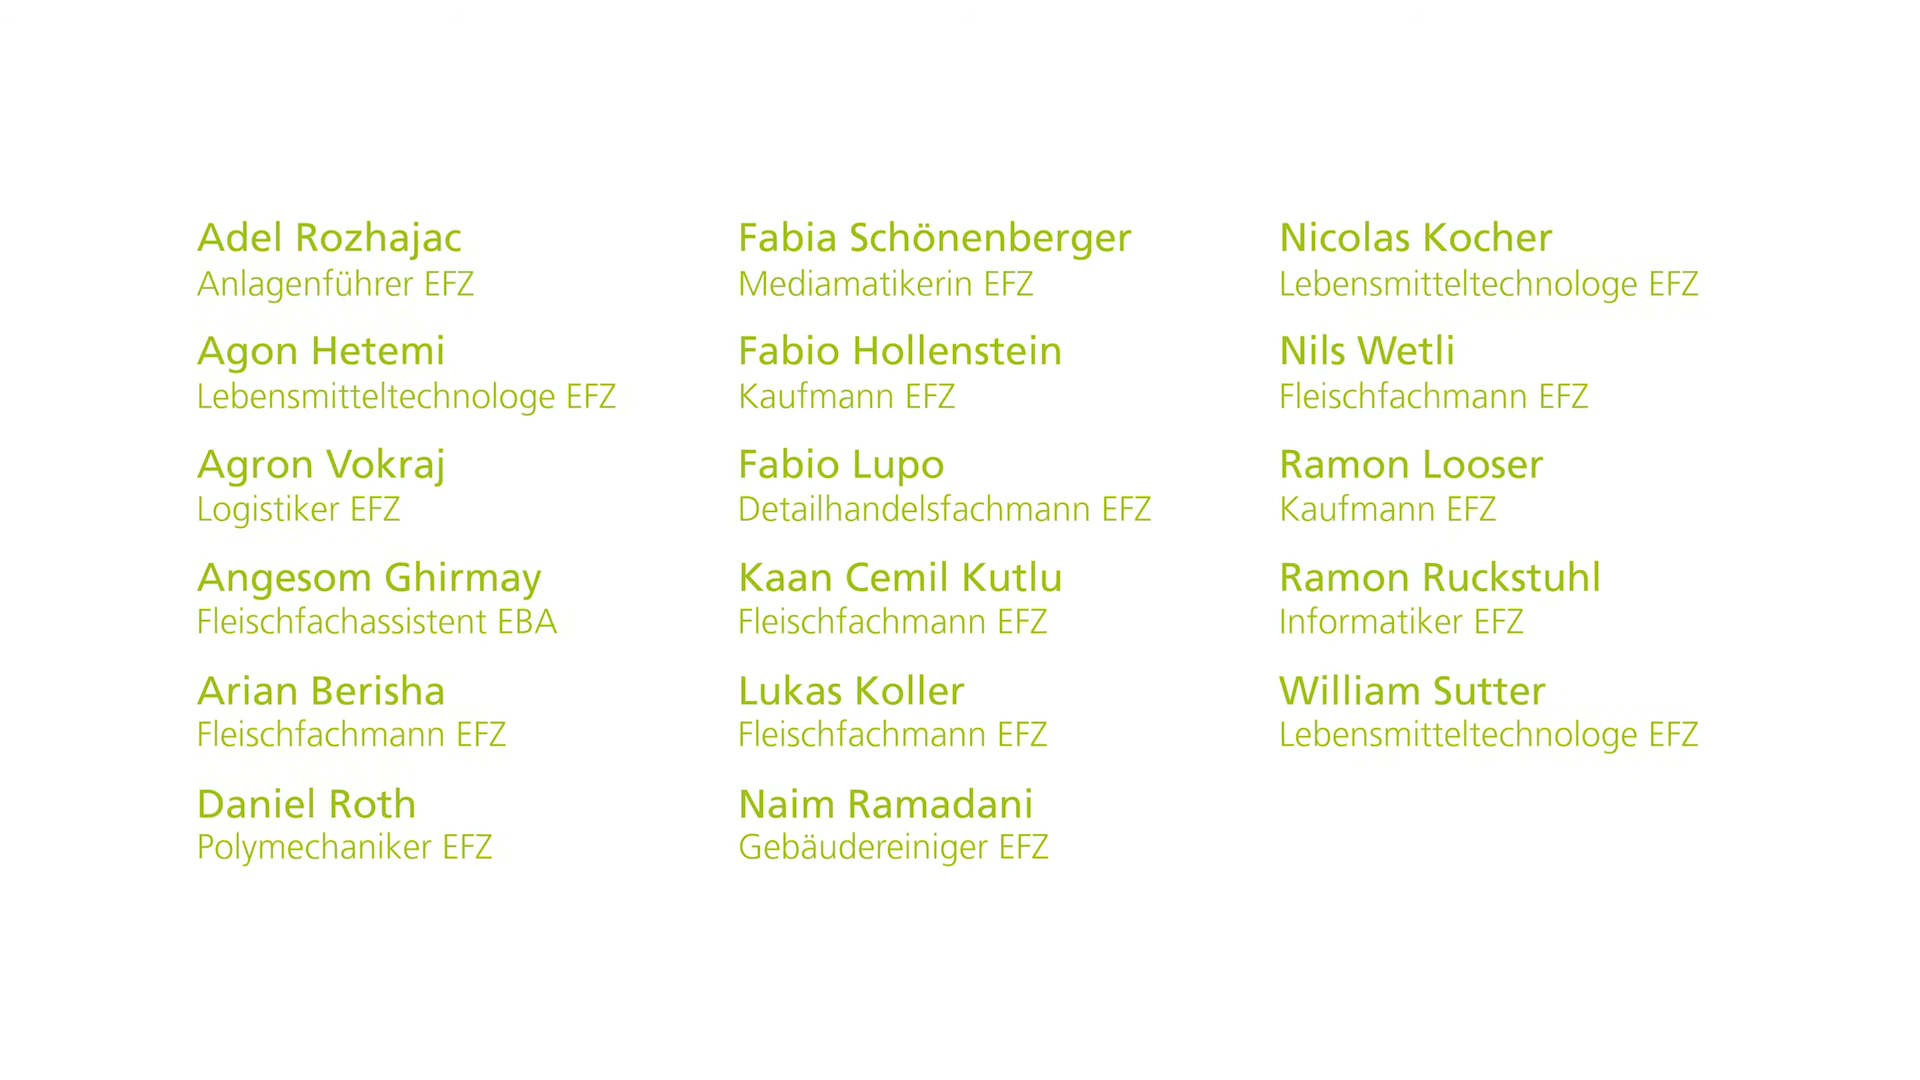 Adel Rozhajac
Anlagenführer EFZ
Agon Hetemi
Lebensmitteltechnologe EFZ
Agron Vokraj
Logistiker EFZ
Angesom Ghirmay
Fleischfachassistent EBA
Arian Berisha
Fleischfachmann EFZ
Daniel Roth
Polymechaniker EFZ
Fabia Schönenberger
Mediamatikerin EFZ
Fabio Hollenstein
Kaufmann EFZ
Fabio Lupo
Detailhandelsfachmann EFZ
Kaan Cemil Kutlu
Fleischfachmann EFZ
Lukas Koller
Fleischfachmann EFZ
Naim Ramadani
Gebäudereiniger EFZ
Nicolas Kocher
Lebensmitteltechnologe EFZ
Nils Wetli
Fleischfachmann EFZ
Ramon Looser
Kaufmann EFZ
Ramon Ruckstuhl
Informatiker EFZ
William Sutter
Lebensmitteltechnologe EFZ